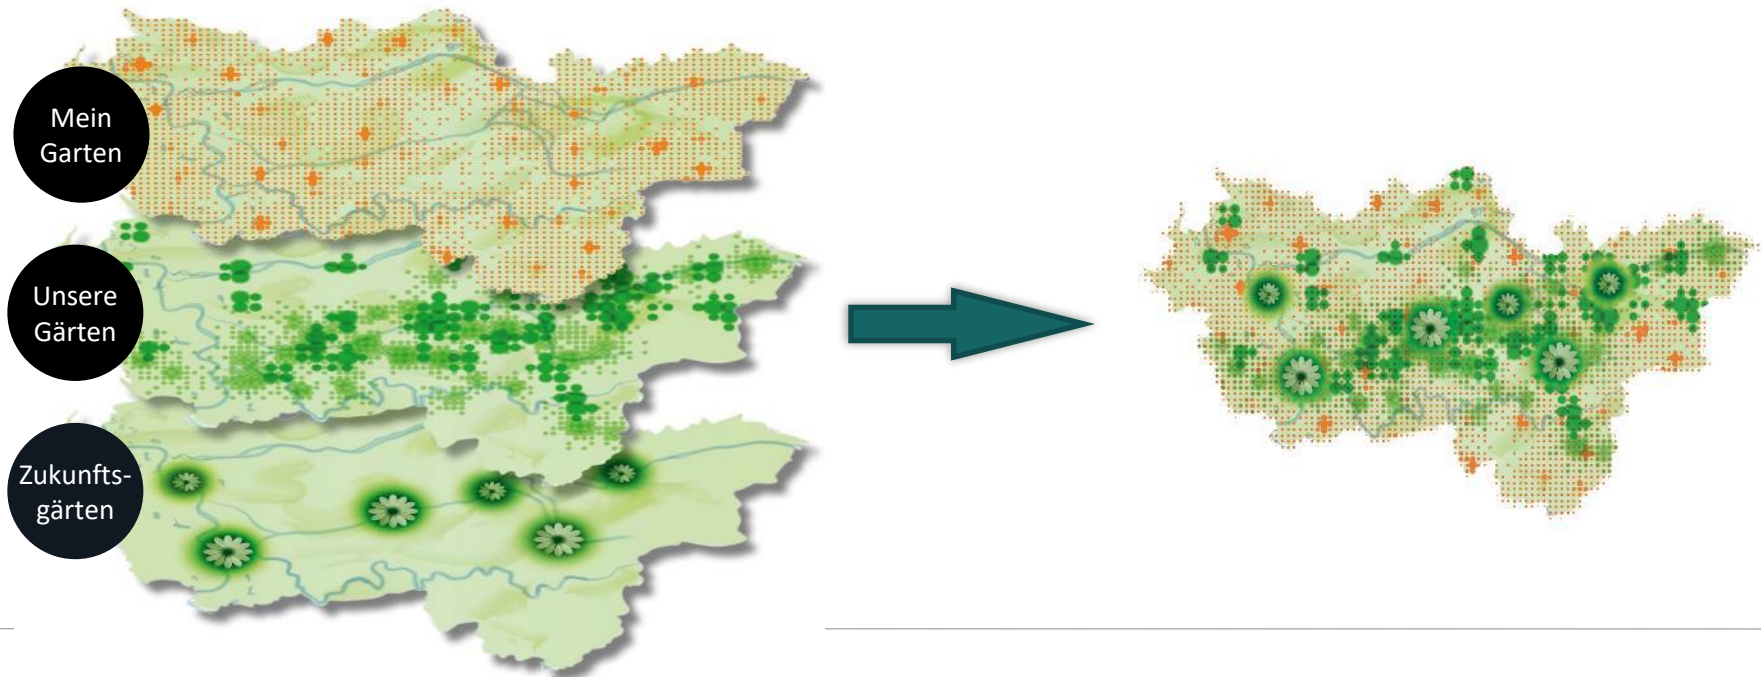 Mein
Garten
Unsere
Gärten
Zukunfts-
gärten